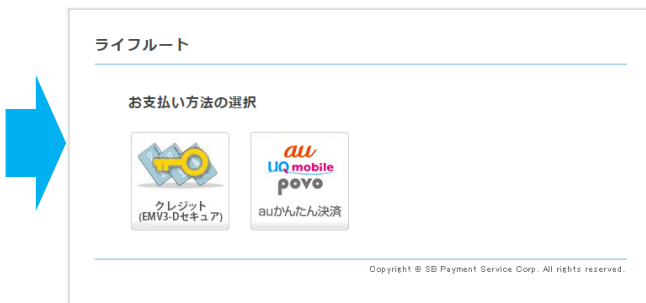 ライフルート
お支払い方法の選択
クレジット
(EMV3-Dセキュア)
au
UQ mobile
povo
auかんたん決済
Copyright © SB Payment Service Corp. All rights reserved.